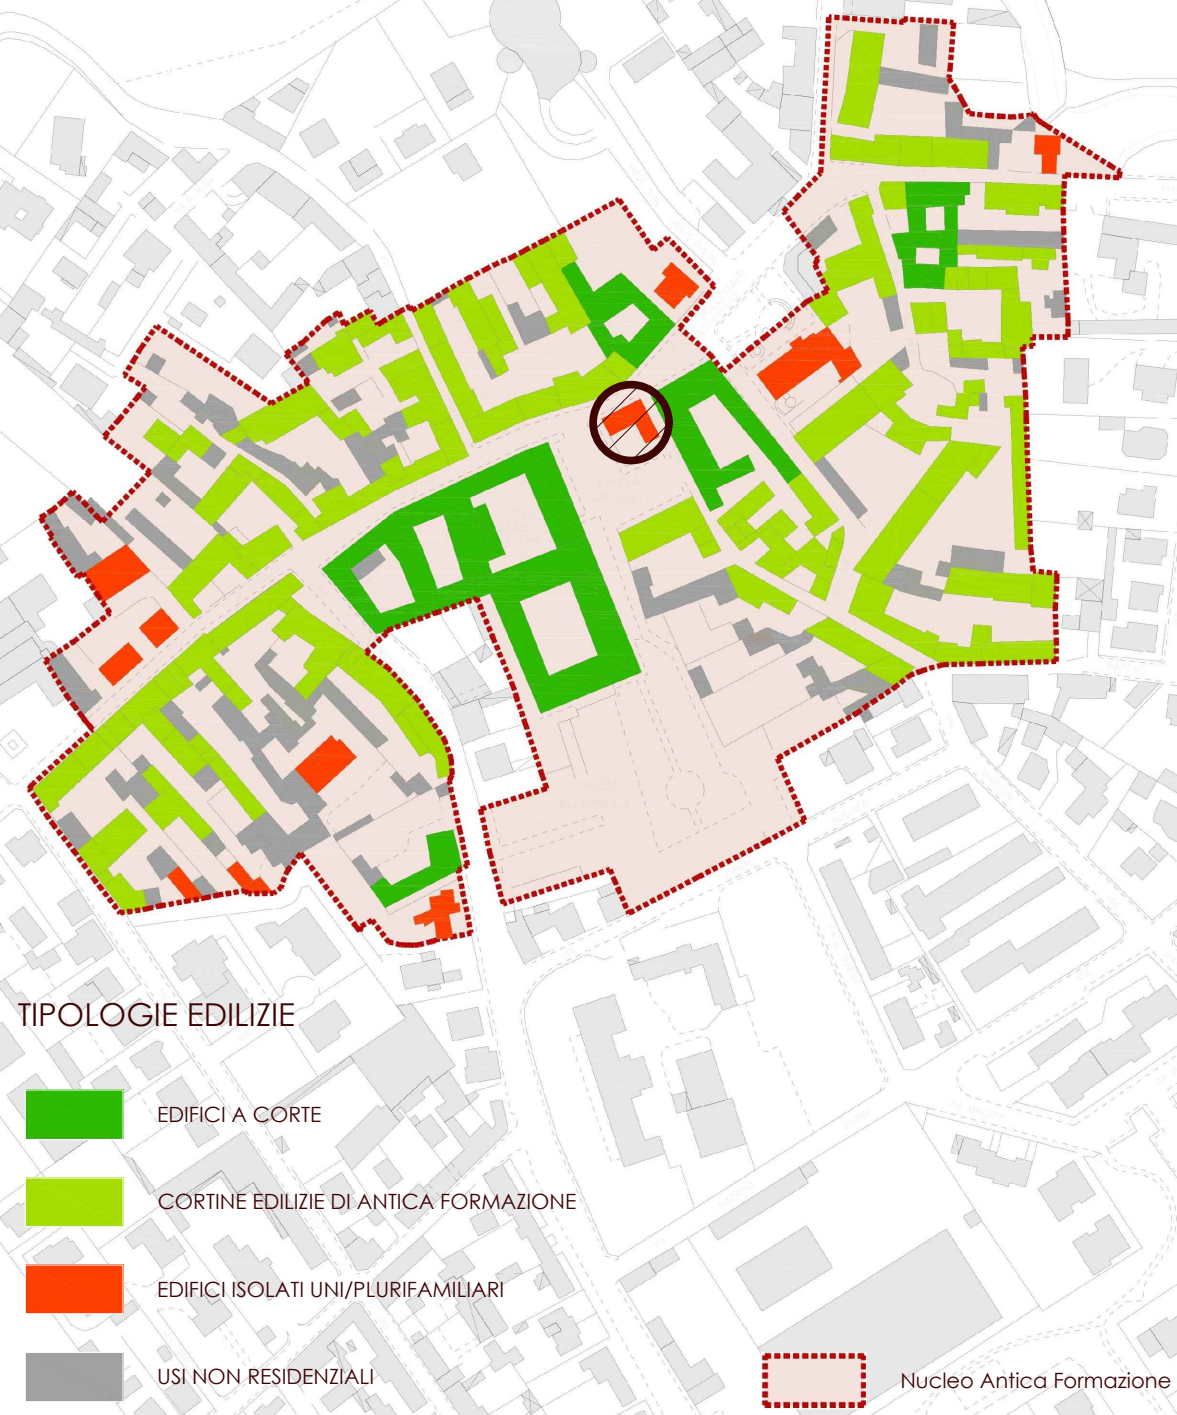 TIPOLOGIE EDILIZIE
EDIFICI A CORTE
CORTINE EDILIZIE DI ANTICA FORMAZIONE
EDIFICI ISOLATI UNI/PLURIFAMILIARI
USI NON RESIDENZIALI
Nucleo Antica Formazione